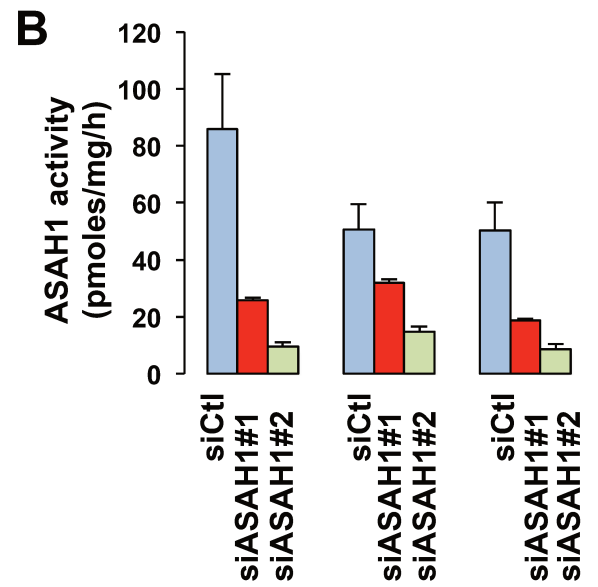 B
ASAH1 activity
(pmoles/mg/h)
120
100
80
60
40
20
0
siCtl
siASAH1#1
siASAH1#2
siCtl
siASAH1#1
siASAH1#2
siCtl
siASAH1#1
siASAH1#2